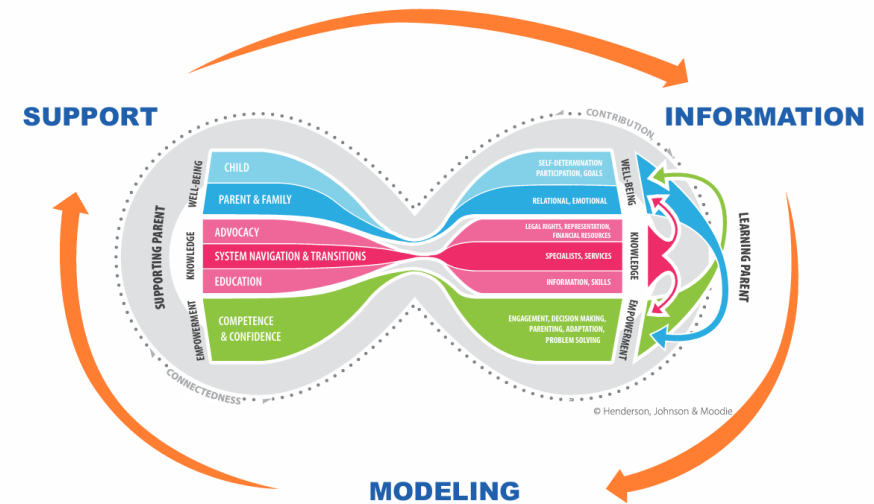 SUPPORT
INFORMATION
CONTRIBUTION
SUPPORTING PARENT
WELL-BEING
CHILD
PARENT & FAMILY
KNOWLEDGE
ADVOCACY
SYSTEM NAVIGATION & TRANSITIONS
EDUCATION
EMPOWERMENT
COMPETENCE
& CONFIDENCE
CONNECTEDNESS
SELF-DETERMINATION
PARTICIPATION, GOALS
RELATIONAL, EMOTIONAL
WELL-BEING
LEGAL RIGHTS, REPRESENTATION,
FINANCIAL RESOURCES
SPECIALISTS, SERVICES
INFORMATION, SKILLS
KNOWLEDGE
ENGAGEMENT, DECISION MAKING,
PARENTING, ADAPTATION,
PROBLEM SOLVING
EMPOWERMENT
LEARNING PARENT
© Henderson, Johnson & Moodie
MODELING